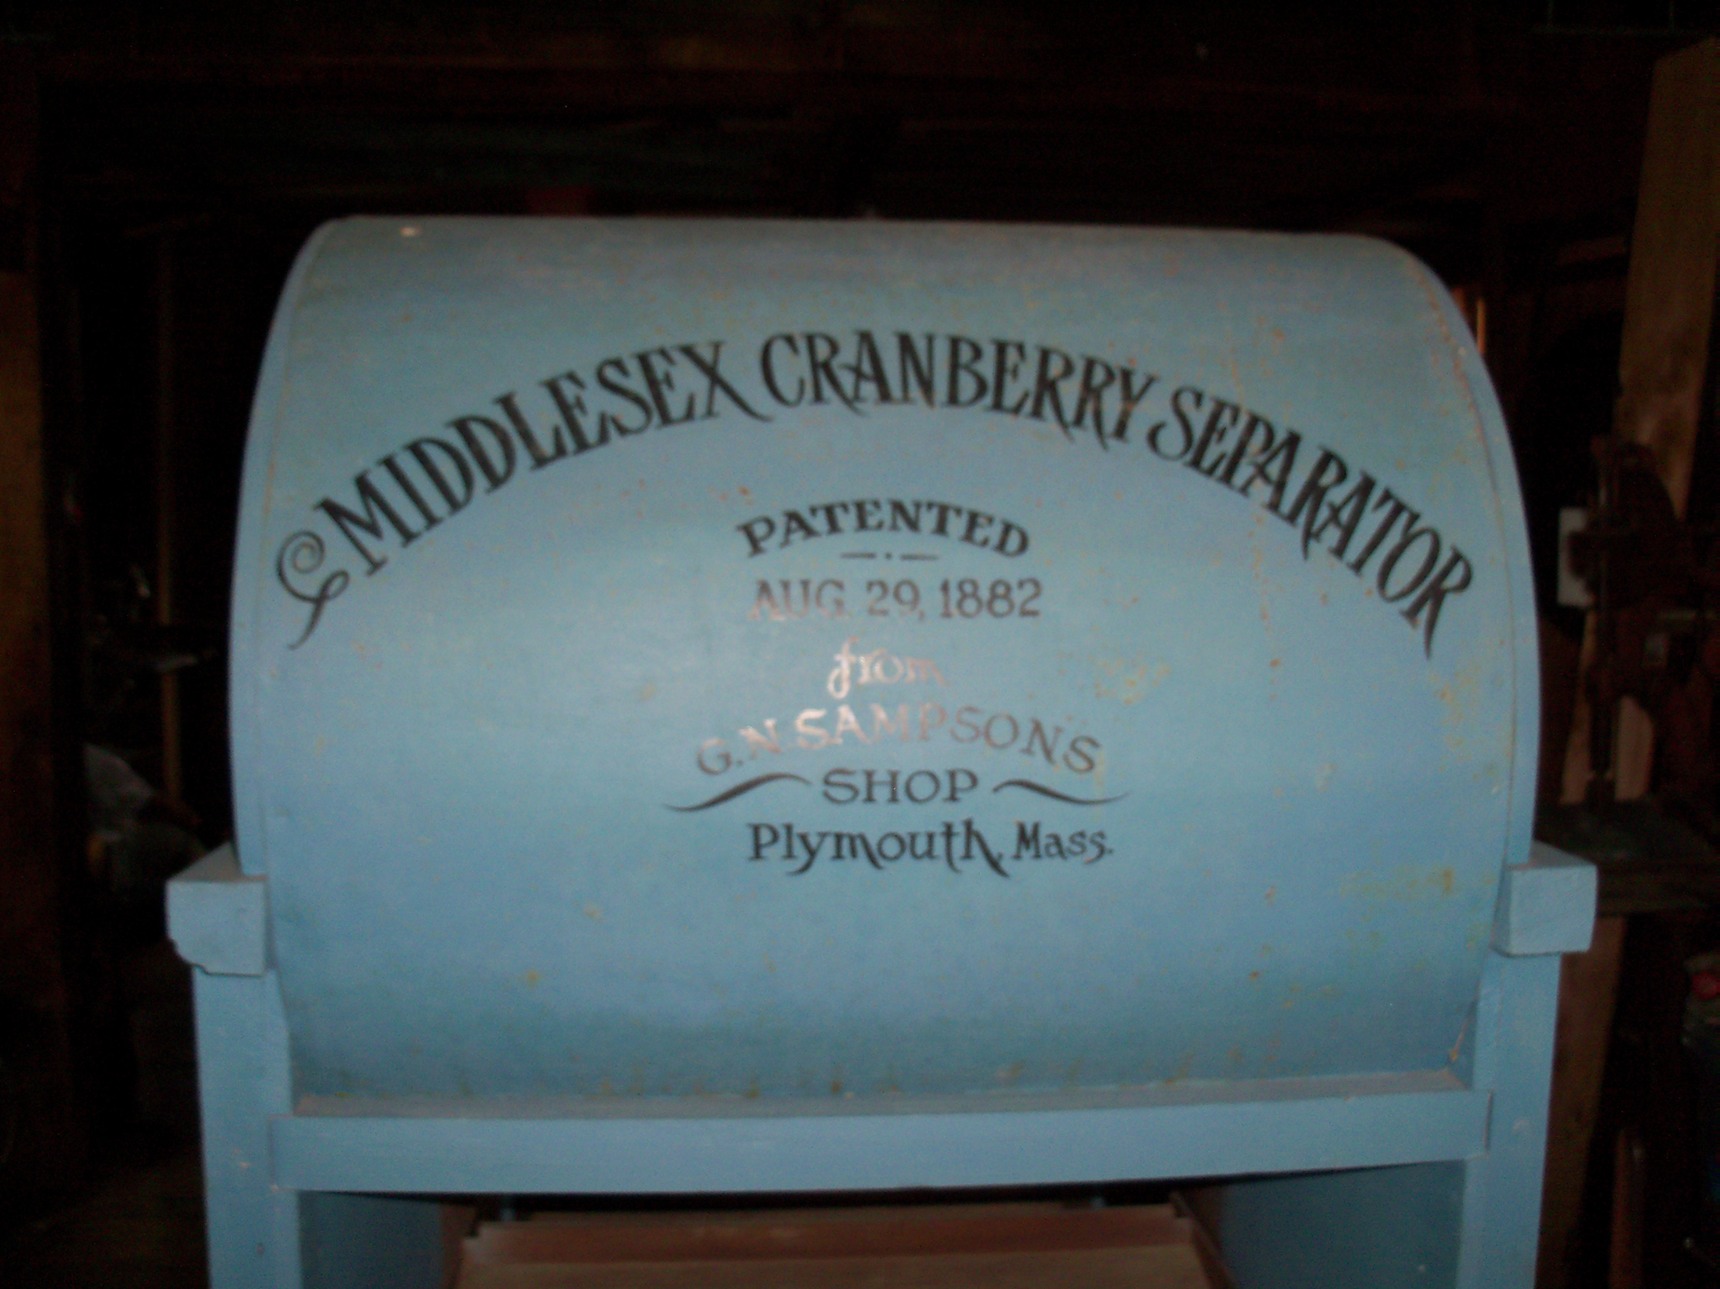 MIDDLESEX CRANBERRY SEPARATOR
PATENTED
AUG. 29, 1882
from
G.N. SAMPSONS
SHOP
Plymouth, Mass.